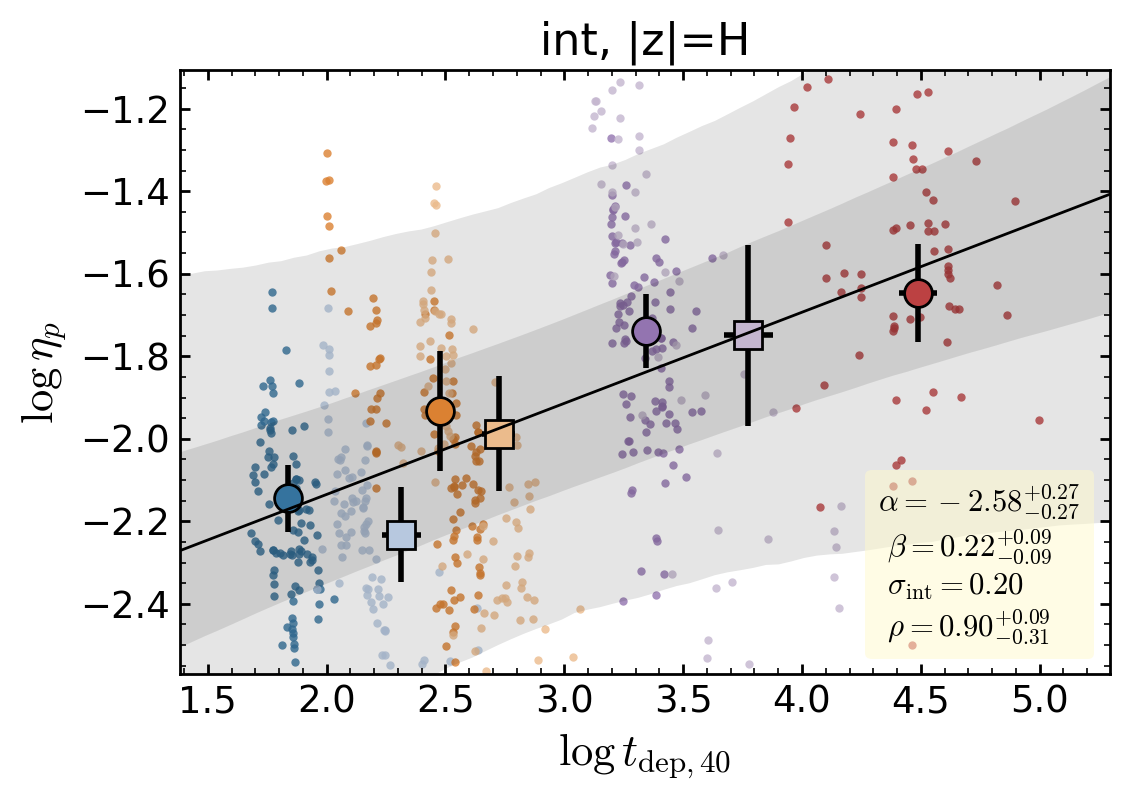 int, |z|=H
−1.2
−1.4
−1.6
−1.8
−2.0
−2.2
−2.4
log η_p
α = −2.58^{+0.27}_{−0.27}
β = 0.22^{+0.09}_{−0.09}
σ_int = 0.20
ρ = 0.90^{+0.09}_{−0.31}
1.5 2.0 2.5 3.0 3.5 4.0 4.5 5.0
log t_{dep, 40}